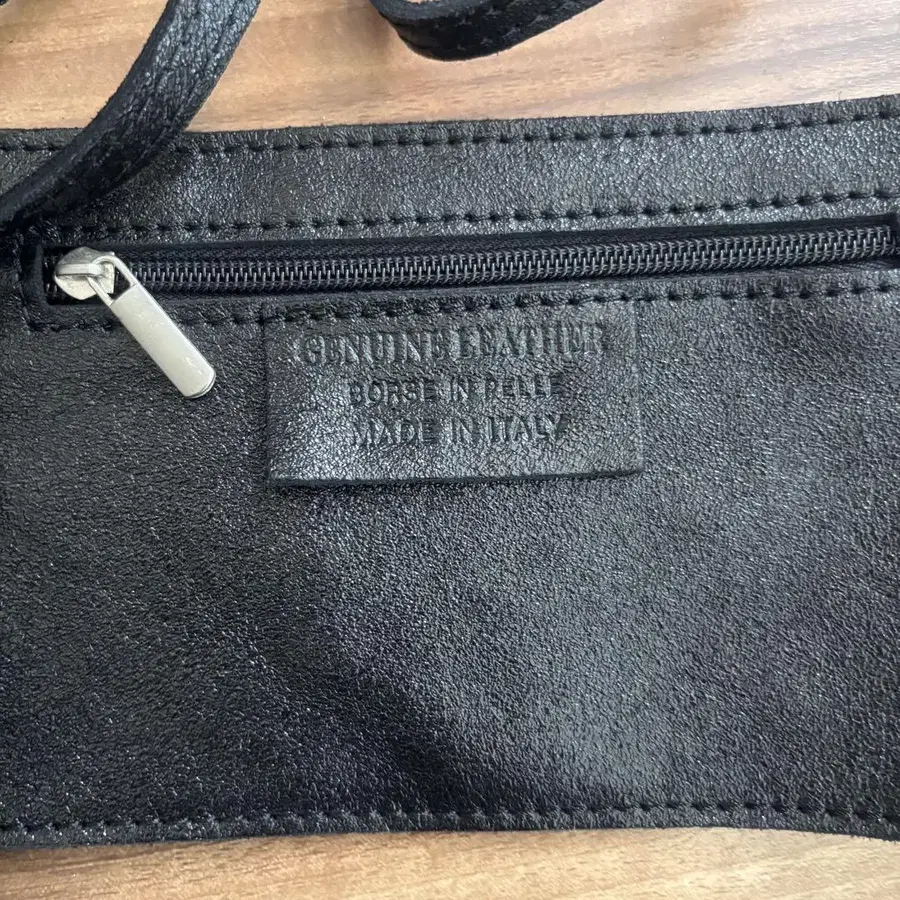 GENUINE LEATHER
BORSE IN PELLE
MADE IN ITALY